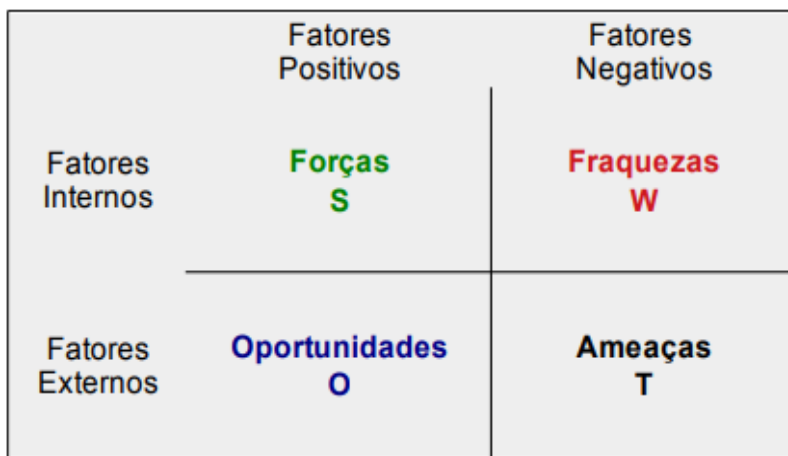 Fatores
Positivos
Fatores
Negativos
Fatores
Internos
Forças
S
Fraquezas
W
Fatores
Externos
Oportunidades
O
Ameaças
T